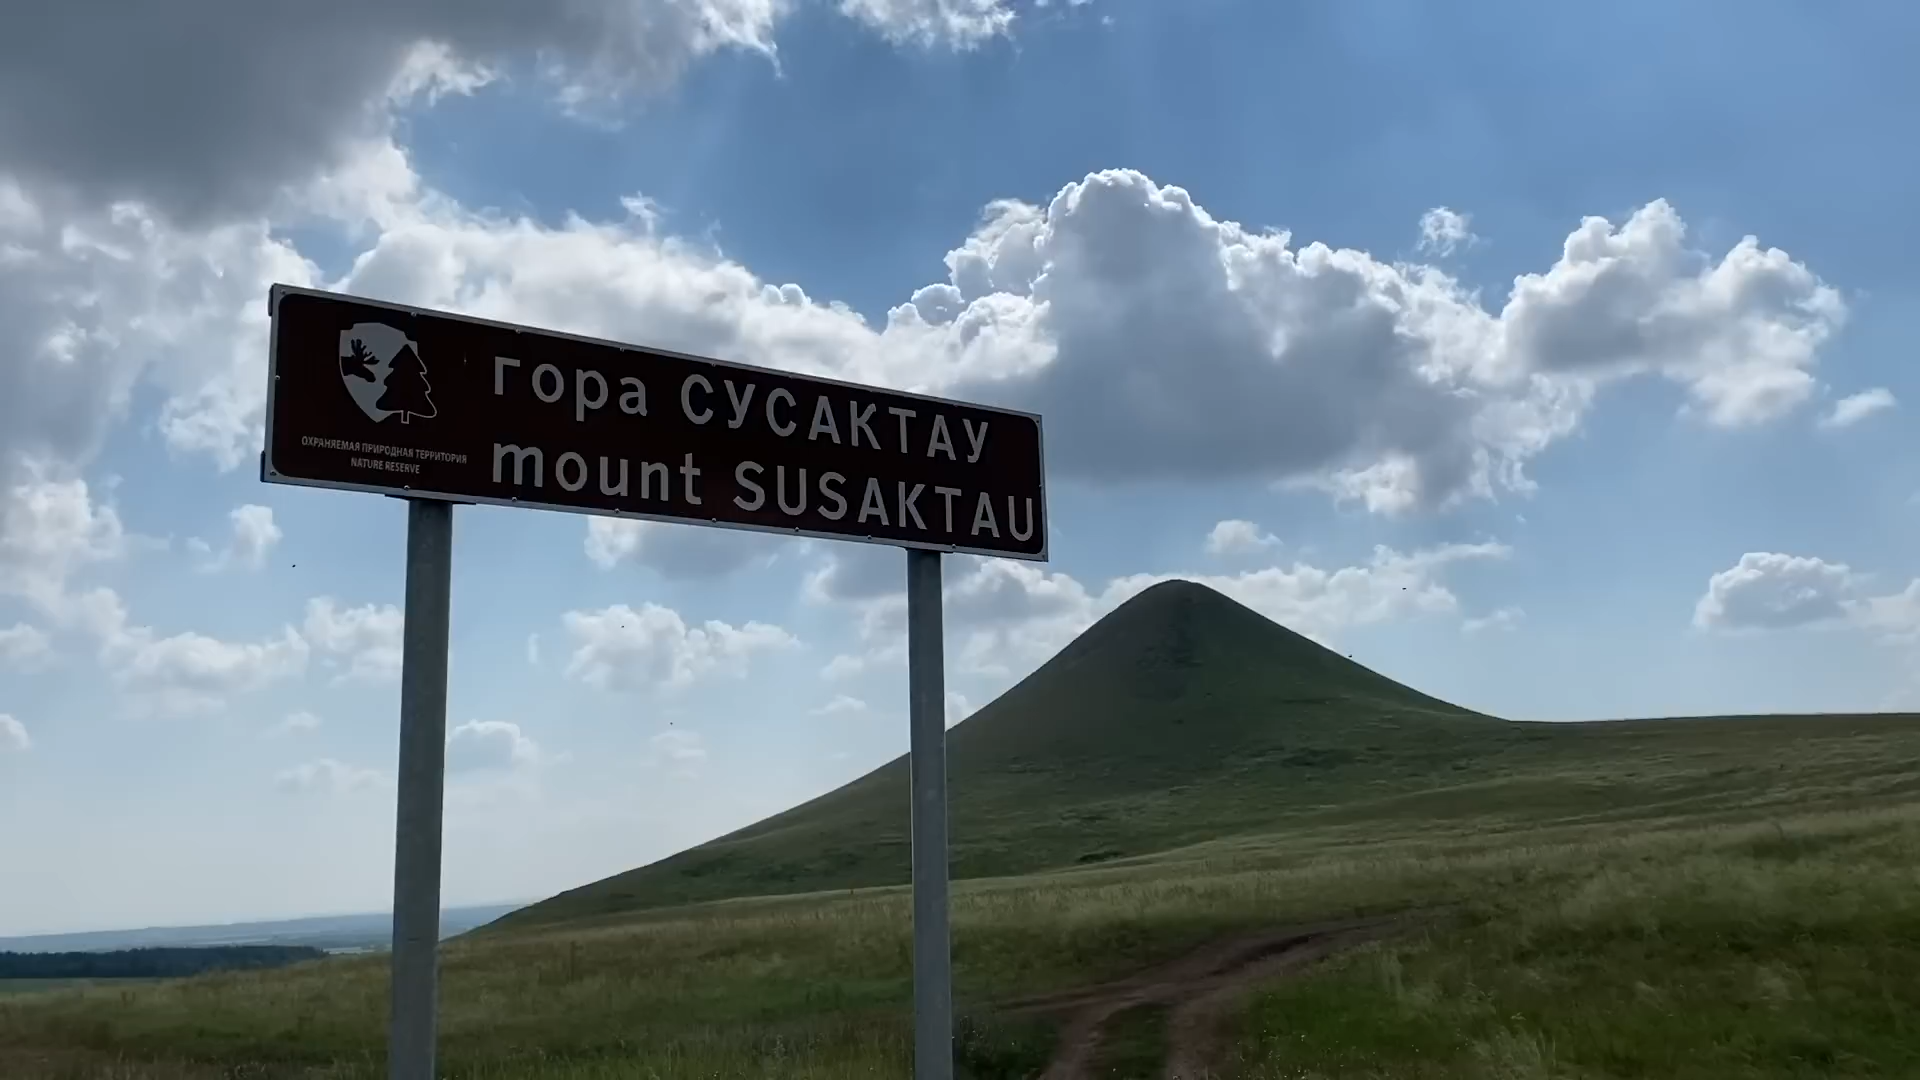 гора СУСАКТАУ
mount SUSAKTAU
ОХРАНЯЕМАЯ ПРИРОДНАЯ ТЕРРИТОРИЯ
NATURE RESERVE